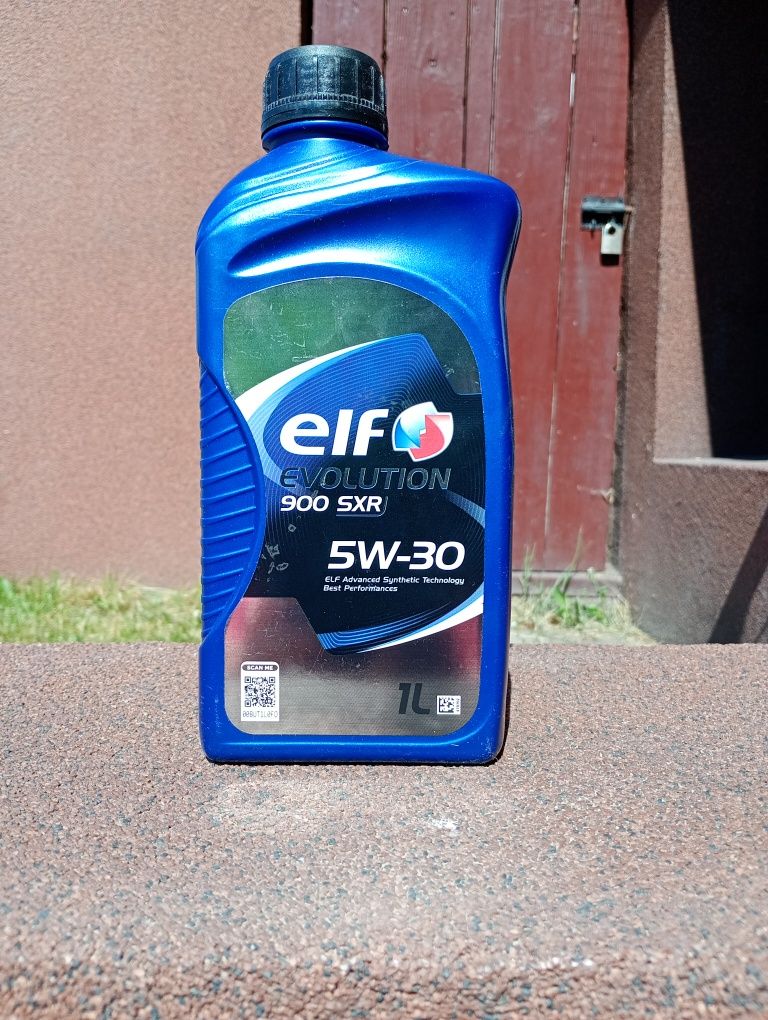 elf
EVOLUTION
900 SXR
5W-30
ELF Advanced Synthetic Technology
Best Performances
SCAN ME
1L